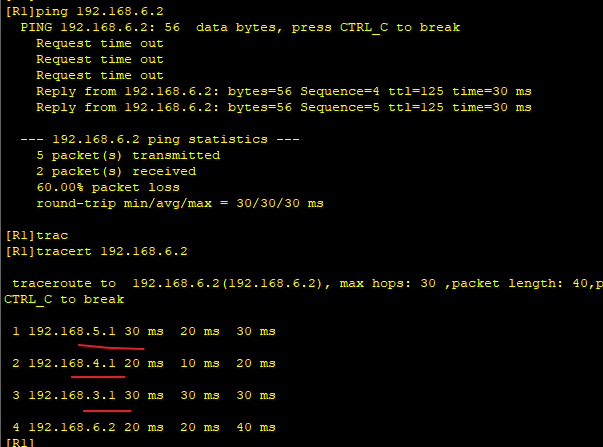 [R1]ping 192.168.6.2
PING 192.168.6.2: 56  data bytes, press CTRL_C to break
Request time out
Request time out
Request time out
Reply from 192.168.6.2: bytes=56 Sequence=4 ttl=125 time=30 ms
Reply from 192.168.6.2: bytes=56 Sequence=5 ttl=125 time=30 ms
--- 192.168.6.2 ping statistics ---
5 packet(s) transmitted
2 packet(s) received
60.00% packet loss
round-trip min/avg/max = 30/30/30 ms
[R1]trac
[R1]tracert 192.168.6.2
traceroute to  192.168.6.2(192.168.6.2), max hops: 30 ,packet length: 40,p
CTRL_C to break
1 192.168.5.1 30 ms  20 ms  30 ms
2 192.168.4.1 20 ms  10 ms  20 ms
3 192.168.3.1 30 ms  30 ms  30 ms
4 192.168.6.2 20 ms  20 ms  40 ms
[R1]